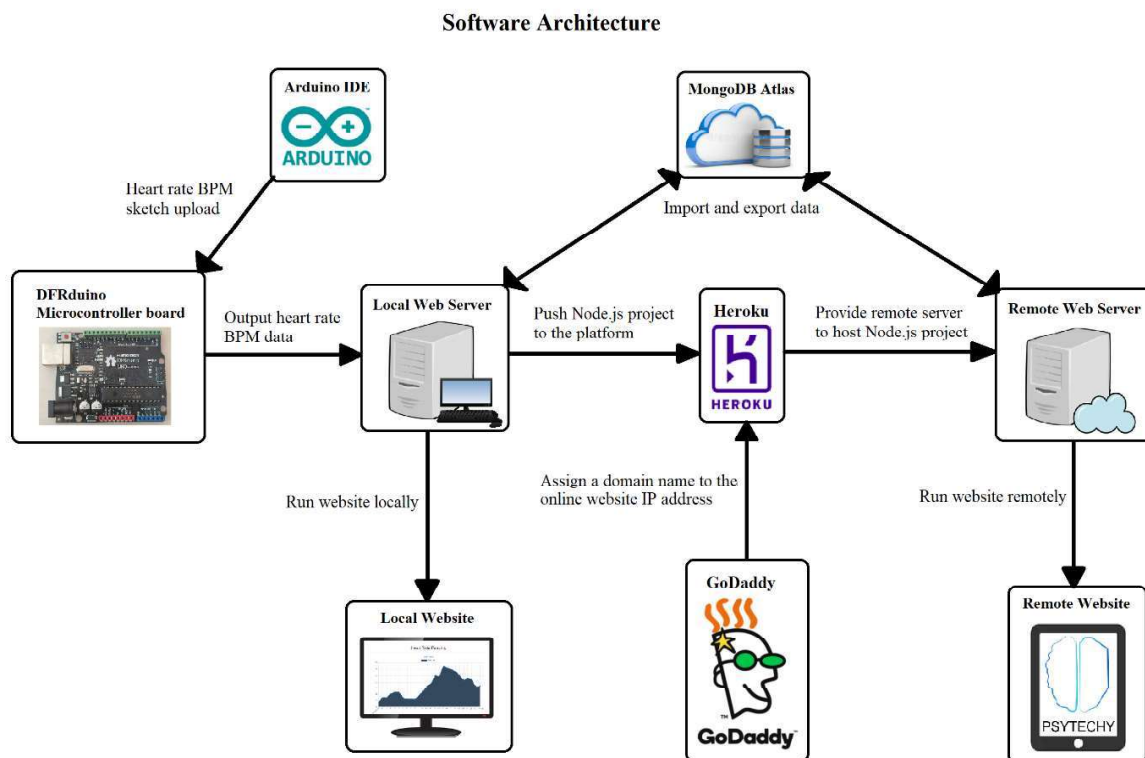 Software Architecture
Arduino IDE
ARDUINO
MongoDB Atlas
Heart rate BPM
sketch upload
Import and export data
DFRduino
Microcontroller board
Output heart rate
BPM data
Local Web Server
Push Node.js project
to the platform
Heroku
HEROKU
Provide remote server
to host Node.js project
Remote Web Server
Run website locally
Assign a domain name to the
online website IP address
Run website remotely
Local Website
GoDaddy
TM
GoDaddy
Remote Website
PSYTECHY